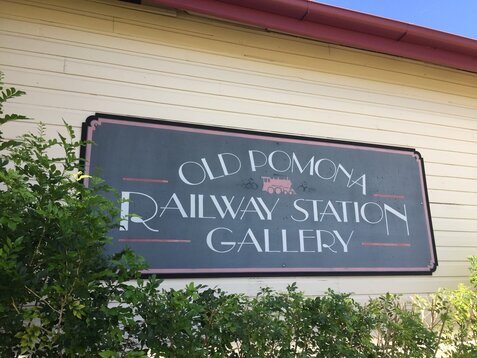 OLD POMONA
RAILWAY STATION
GALLERY